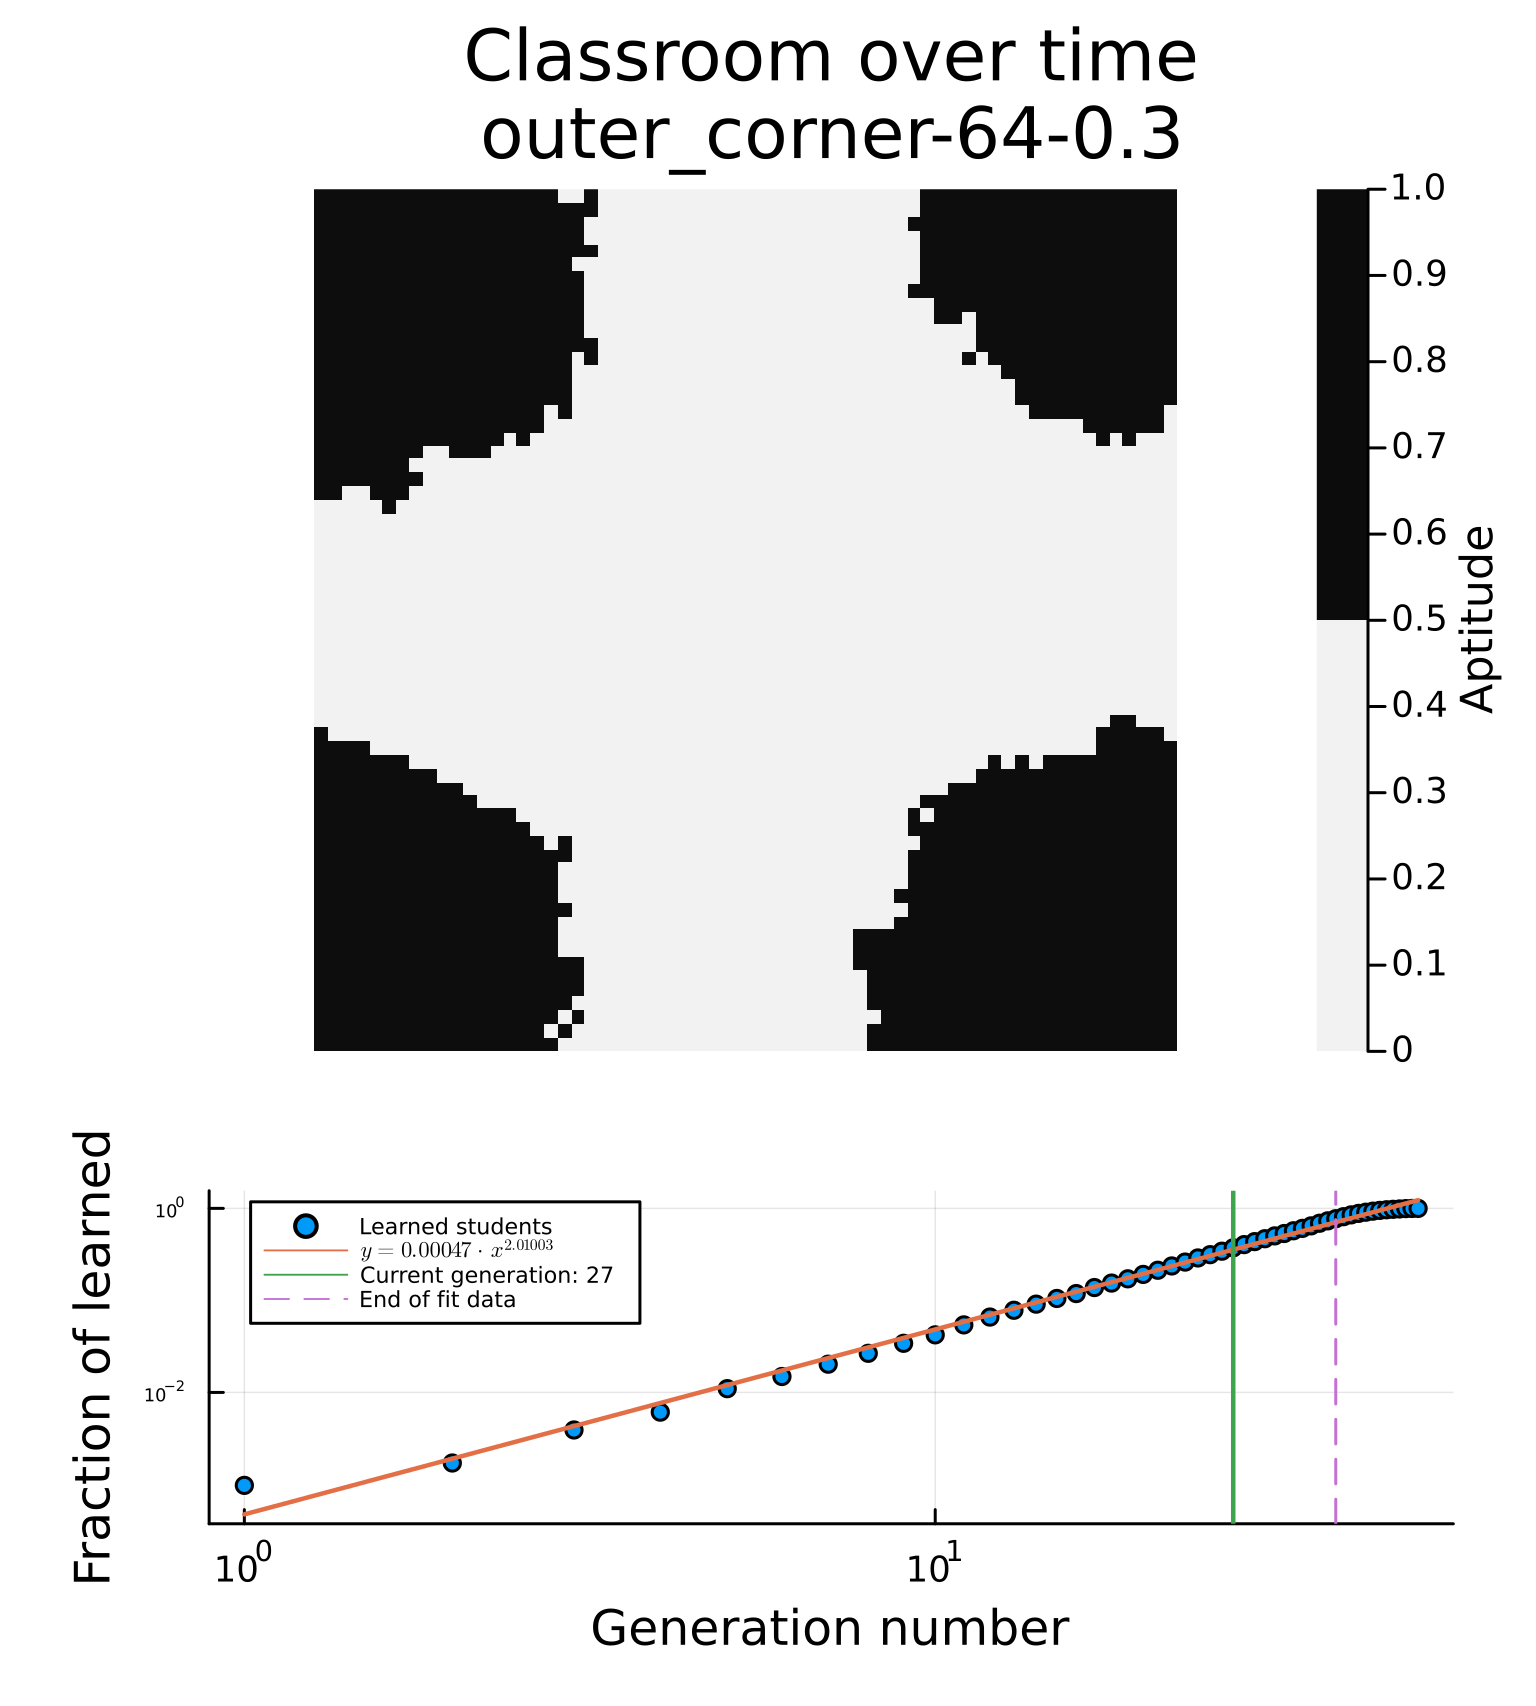 Classroom over time
outer_corner-64-0.3
1.0
0.9
0.8
0.7
0.6
0.5
0.4
0.3
0.2
0.1
0
Aptitude
Fraction of learned
10⁰
10⁻²
Learned students
y = 0.00047 · x^{2.01003}
Current generation: 27
End of fit data
10⁰
10¹
Generation number